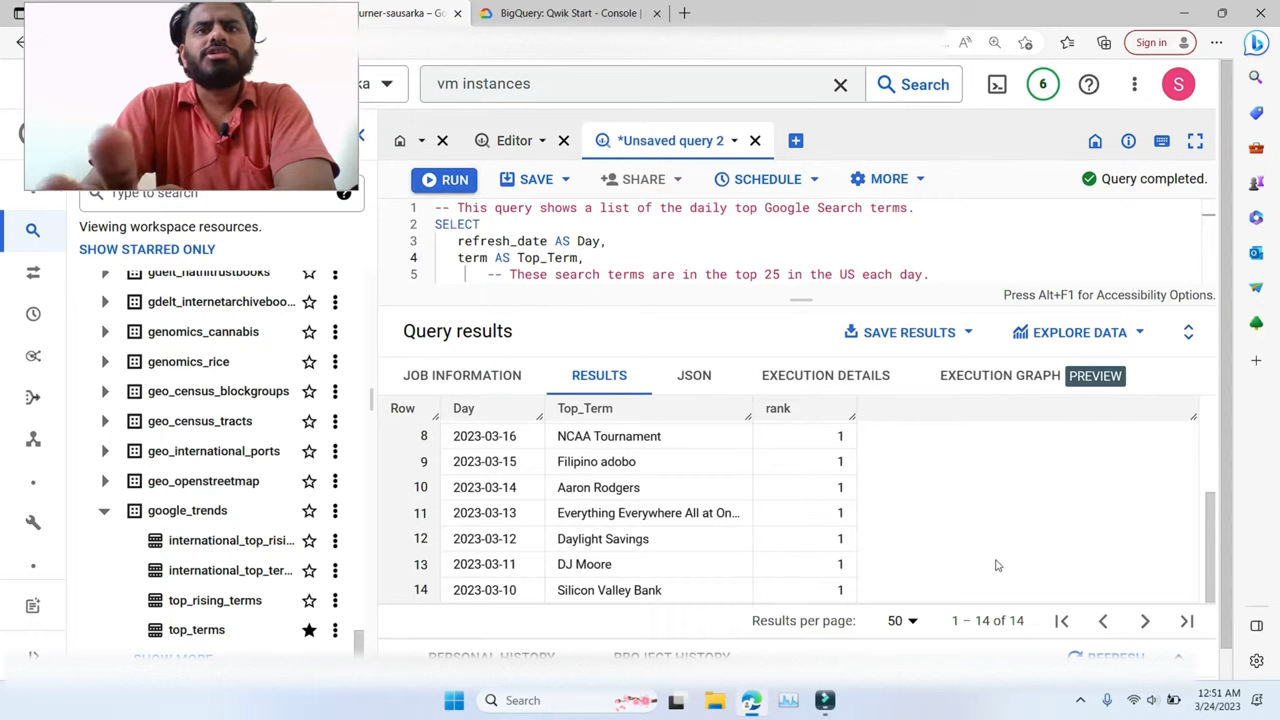 urner-sausarka – Go
BigQuery: Qwik Start - Console |
Sign in
ka
vm instances
Search
6
S
Editor
*Unsaved query 2
Type to search
RUN
SAVE
SHARE
SCHEDULE
MORE
Query completed.
Viewing workspace resources.
SHOW STARRED ONLY
1 -- This query shows a list of the daily top Google Search terms.
2 SELECT
3 refresh_date AS Day,
4 term AS Top_Term,
5 -- These search terms are in the top 25 in the US each day.
Press Alt+F1 for Accessibility Options.
gdelt_hathitrustbooks
gdelt_internetarchiveboo...
genomics_cannabis
genomics_rice
geo_census_blockgroups
geo_census_tracts
geo_international_ports
geo_openstreetmap
google_trends
international_top_risi...
international_top_ter...
top_rising_terms
top_terms
SHOW MORE
Query results
SAVE RESULTS
EXPLORE DATA
JOB INFORMATION
RESULTS
JSON
EXECUTION DETAILS
EXECUTION GRAPH PREVIEW
Row Day Top_Term rank
8 2023-03-16 NCAA Tournament 1
9 2023-03-15 Filipino adobo 1
10 2023-03-14 Aaron Rodgers 1
11 2023-03-13 Everything Everywhere All at On... 1
12 2023-03-12 Daylight Savings 1
13 2023-03-11 DJ Moore 1
14 2023-03-10 Silicon Valley Bank 1
Results per page: 50 1 – 14 of 14
PERSONAL HISTORY
PROJECT HISTORY
REFRESH
Search
12:51 AM
3/24/2023